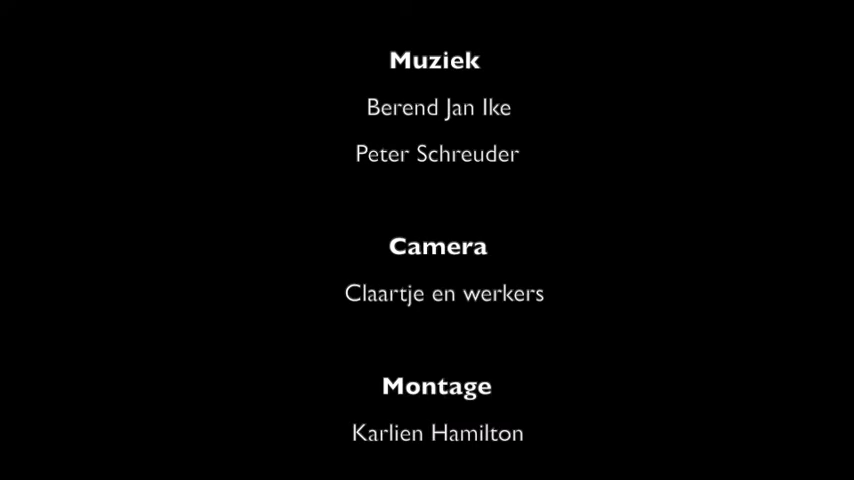 Muziek
Berend Jan Ike
Peter Schreuder
Camera
Claartje en werkers
Montage
Karlien Hamilton